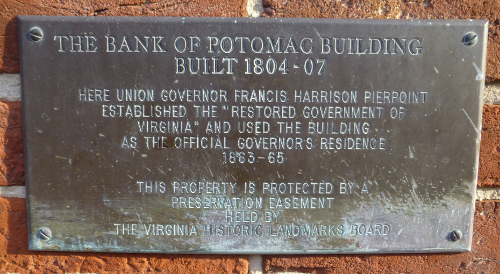 THE BANK OF POTOMAC BUILDING
BUILT 1804-07
HERE UNION GOVERNOR FRANCIS HARRISON PIERPOINT
ESTABLISHED THE "RESTORED GOVERNMENT OF
VIRGINIA" AND USED THE BUILDING
AS THE OFFICIAL GOVERNOR'S RESIDENCE
1863-65
THIS PROPERTY IS PROTECTED BY A
PRESERVATION EASEMENT
HELD BY
THE VIRGINIA HISTORIC LANDMARKS BOARD